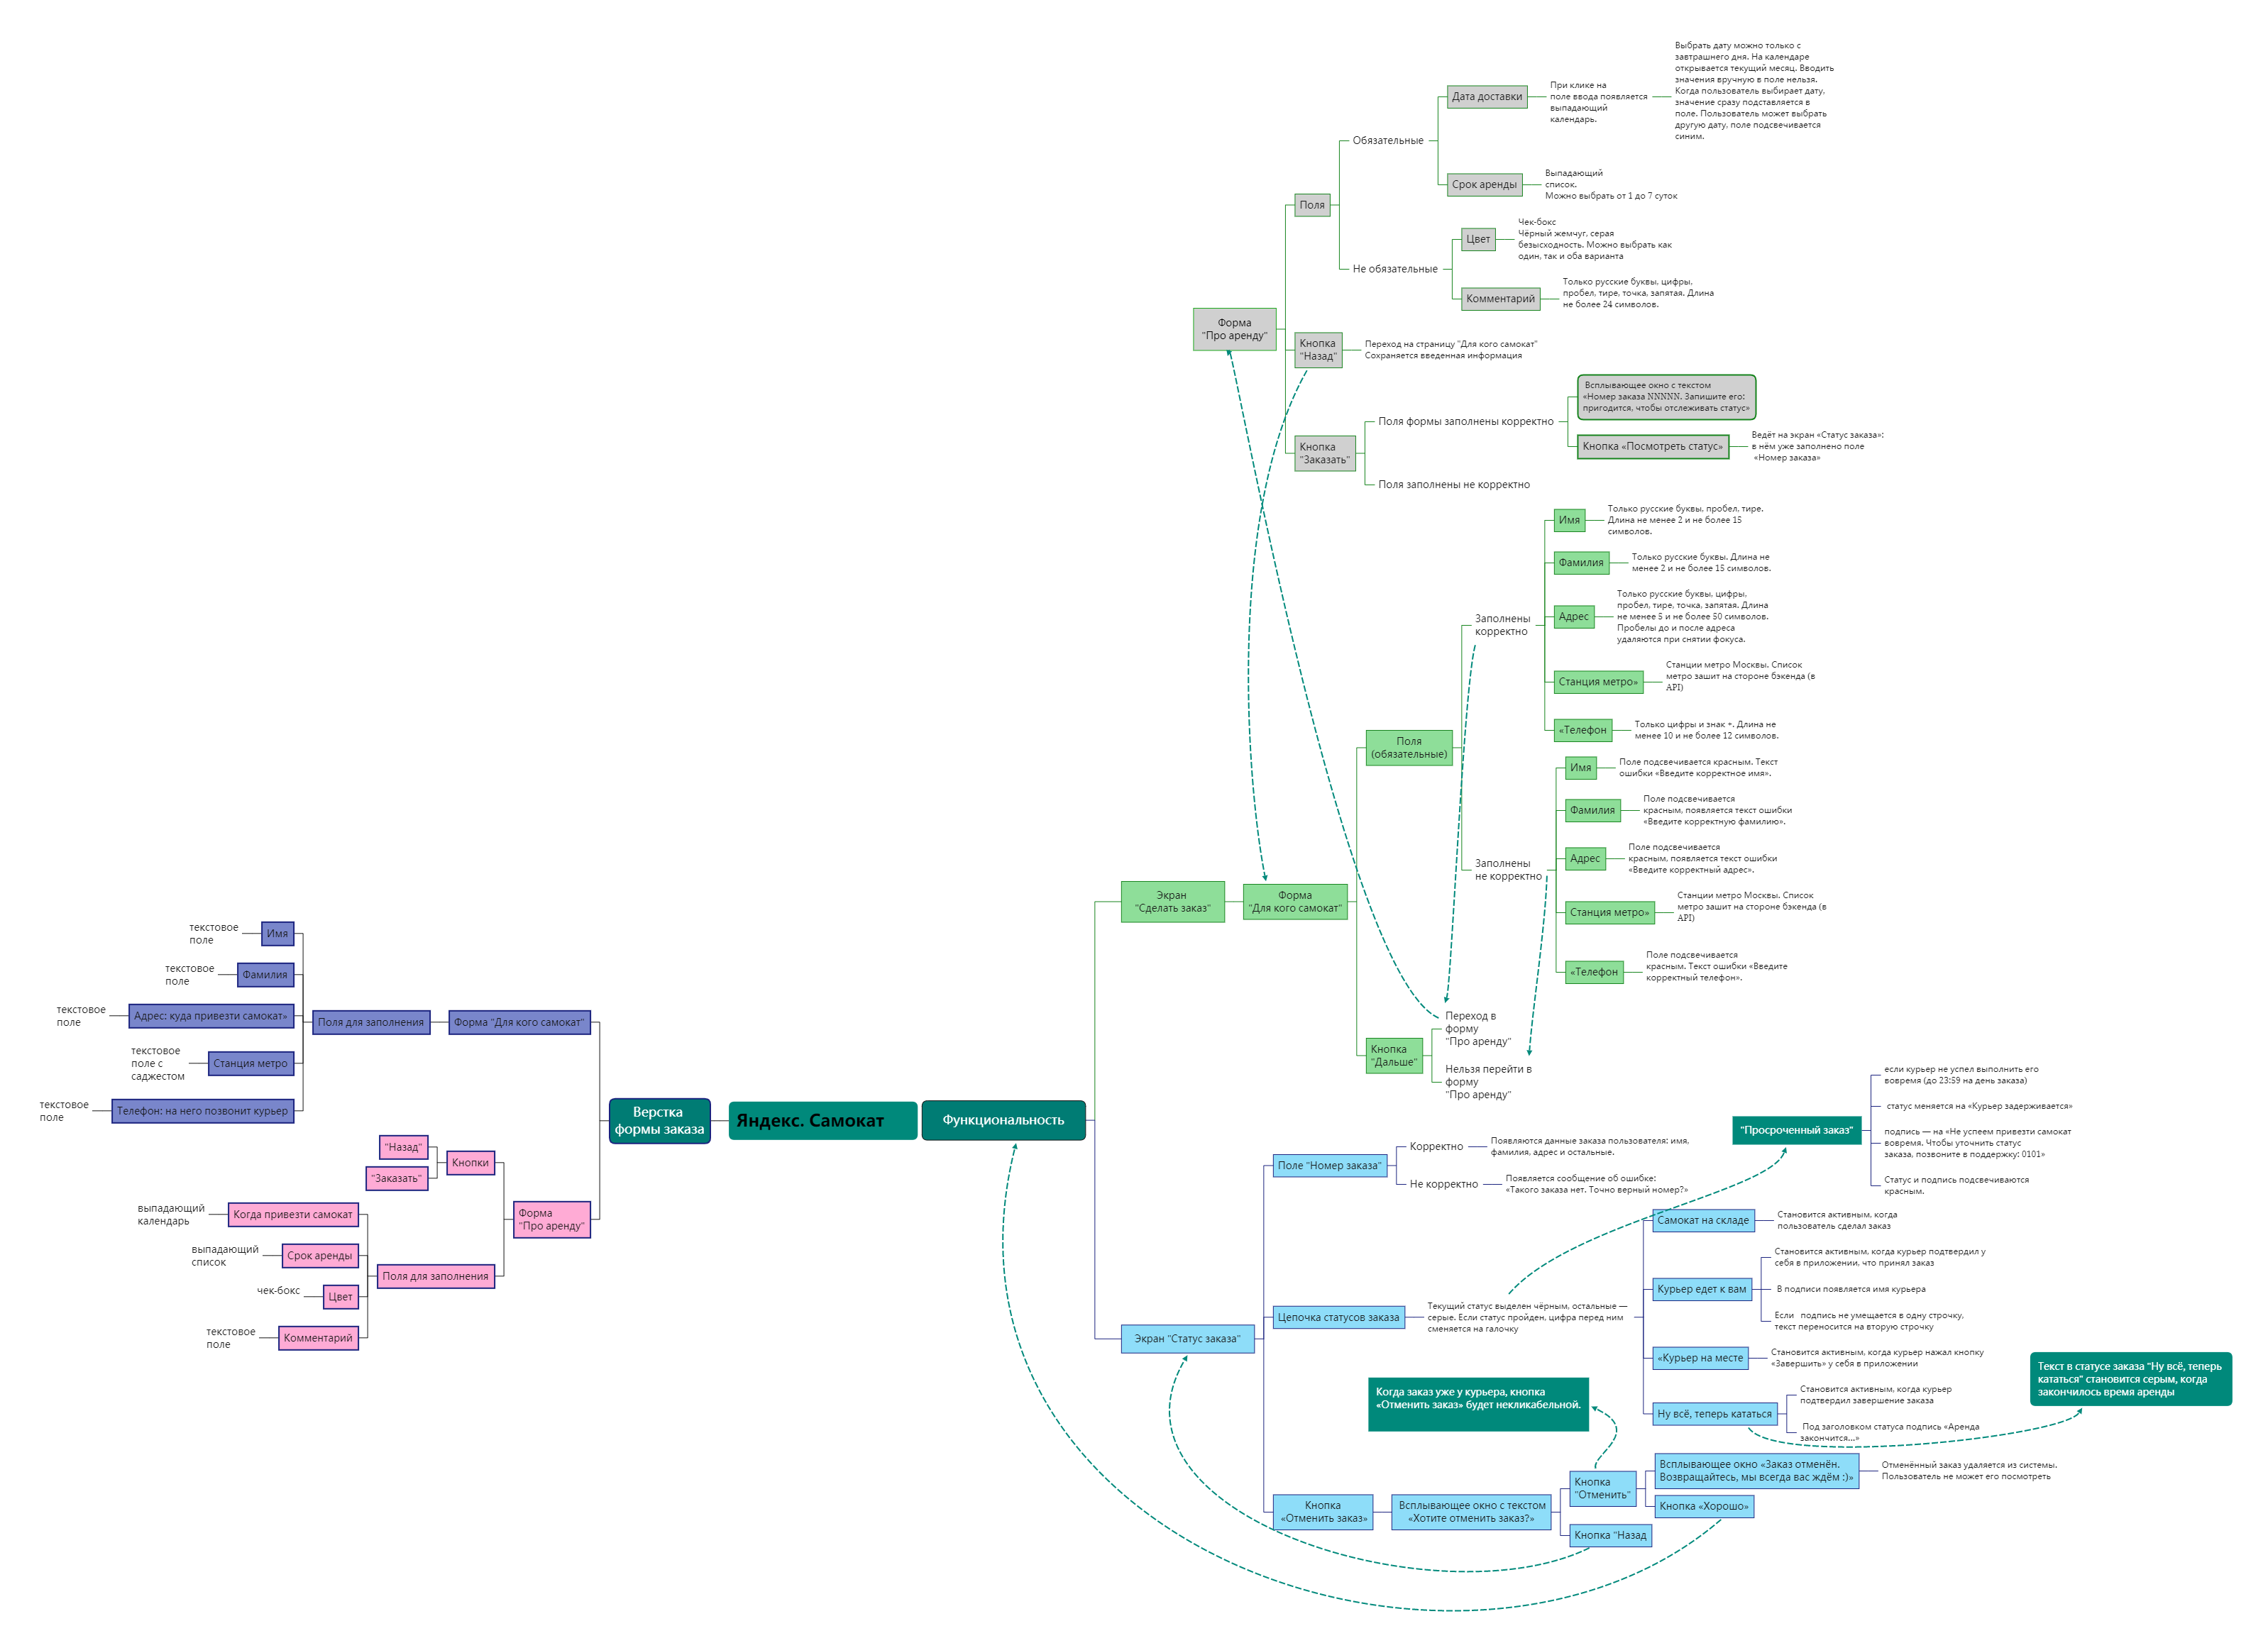 Яндекс. Самокат
Верстка
формы заказа
Форма "Для кого самокат"
Поля для заполнения
Имя
текстовое
поле
Фамилия
текстовое
поле
Адрес: куда привезти самокат»
текстовое
поле
Станция метро
текстовое
поле с
саджестом
Телефон: на него позвонит курьер
текстовое
поле
Форма
"Про аренду"
Кнопки
"Назад"
"Заказать"
Поля для заполнения
Когда привезти самокат
выпадающий
календарь
Срок аренды
выпадающий
список
Цвет
чек-бокс
Комментарий
текстовое
поле
Функциональность
Форма
"Про аренду"
Поля
Обязательные
Дата доставки
При клике на
поле ввода появляется
выпадающий
календарь.
Выбрать дату можно только с
завтрашнего дня. На календаре
открывается текущий месяц. Вводить
значения вручную в поле нельзя.
Когда пользователь выбирает дату,
значение сразу подставляется в
поле. Пользователь может выбрать
другую дату, поле подсвечивается
синим.
Срок аренды
Выпадающий
список.
Можно выбрать от 1 до 7 суток
Не обязательные
Цвет
Чек-бокс
Чёрный жемчуг, серая
безысходность. Можно выбрать как
один, так и оба варианта
Комментарий
Только русские буквы, цифры,
пробел, тире, точка, запятая. Длина
не более 24 символов.
Кнопка
"Назад"
Переход на страницу "Для кого самокат"
Сохраняется введенная информация
Кнопка
"Заказать"
Поля формы заполнены корректно
Всплывающее окно с текстом
«Номер заказа NNNNN. Запишите его:
пригодится, чтобы отслеживать статус»
Кнопка «Посмотреть статус»
Ведёт на экран «Статус заказа»:
в нём уже заполнено поле
«Номер заказа»
Поля заполнены не корректно
Экран
"Сделать заказ"
Форма
"Для кого самокат"
Поля
(обязательные)
Заполнены
корректно
Имя
Только русские буквы, пробел, тире.
Длина не менее 2 и не более 15
символов.
Фамилия
Только русские буквы. Длина не
менее 2 и не более 15 символов.
Адрес
Только русские буквы, цифры,
пробел, тире, точка, запятая. Длина
не менее 5 и не более 50 символов.
Пробелы до и после адреса
удаляются при снятии фокуса.
Станция метро»
Станции метро Москвы. Список
метро зашит на стороне бэкенда (в
API)
«Телефон
Только цифры и знак +. Длина не
менее 10 и не более 12 символов.
Заполнены
не корректно
Имя
Поле подсвечивается красным. Текст
ошибки «Введите корректное имя».
Фамилия
Поле подсвечивается
красным, появляется текст ошибки
«Введите корректную фамилию».
Адрес
Поле подсвечивается
красным, появляется текст ошибки
«Введите корректный адрес».
Станция метро»
Станции метро Москвы. Список
метро зашит на стороне бэкенда (в
API)
«Телефон
Поле подсвечивается
красным. Текст ошибки «Введите
корректный телефон».
Кнопка
"Дальше"
Переход в
форму
"Про аренду"
Нельзя перейти в
форму
"Про аренду"
Экран "Статус заказа"
Поле "Номер заказа"
Корректно
Появляются данные заказа пользователя: имя,
фамилия, адрес и остальные.
Не корректно
Появляется сообщение об ошибке:
«Такого заказа нет. Точно верный номер?»
"Просроченный заказ"
если курьер не успел выполнить его
вовремя (до 23:59 на день заказа)
статус меняется на «Курьер задерживается»
подпись — на «Не успеем привезти самокат
вовремя. Чтобы уточнить статус
заказа, позвоните в поддержку: 0101»
Статус и подпись подсвечиваются
красным.
Цепочка статусов заказа
Текущий статус выделен чёрным, остальные —
серые. Если статус пройден, цифра перед ним
сменяется на галочку
Самокат на складе
Становится активным, когда
пользователь сделал заказ
Курьер едет к вам
Становится активным, когда курьер подтвердил у
себя в приложении, что принял заказ
В подписи появляется имя курьера
Если подпись не умещается в одну строчку,
текст переносится на вторую строчку
«Курьер на месте
Становится активным, когда курьер нажал кнопку
«Завершить» у себя в приложении
Ну всё, теперь кататься
Становится активным, когда курьер
подтвердил завершение заказа
Под заголовком статуса подпись «Аренда
закончится...»
Текст в статусе заказа "Ну всё, теперь
кататься" становится серым, когда
закончилось время аренды
Когда заказ уже у курьера, кнопка
«Отменить заказ» будет некликабельной.
Кнопка
«Отменить заказ»
Всплывающее окно с текстом
«Хотите отменить заказ?»
Кнопка
"Отменить"
Всплывающее окно «Заказ отменён.
Возвращайтесь, мы всегда вас ждём :)»
Отменённый заказ удаляется из системы.
Пользователь не может его посмотреть
Кнопка «Хорошо»
Кнопка "Назад